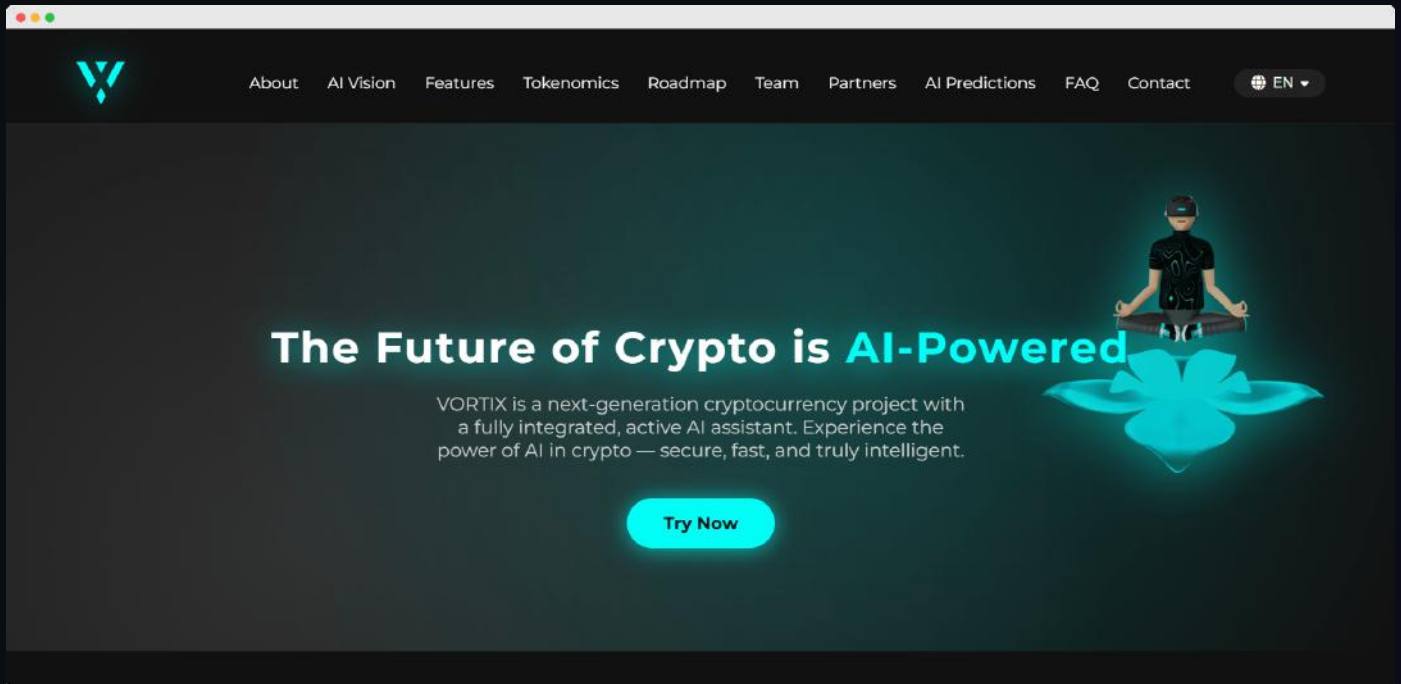 About AI Vision Features Tokenomics Roadmap Team Partners AI Predictions FAQ Contact EN
The Future of Crypto is AI-Powered
VORTIX is a next-generation cryptocurrency project with
a fully integrated, active AI assistant. Experience the
power of AI in crypto — secure, fast, and truly intelligent.
Try Now